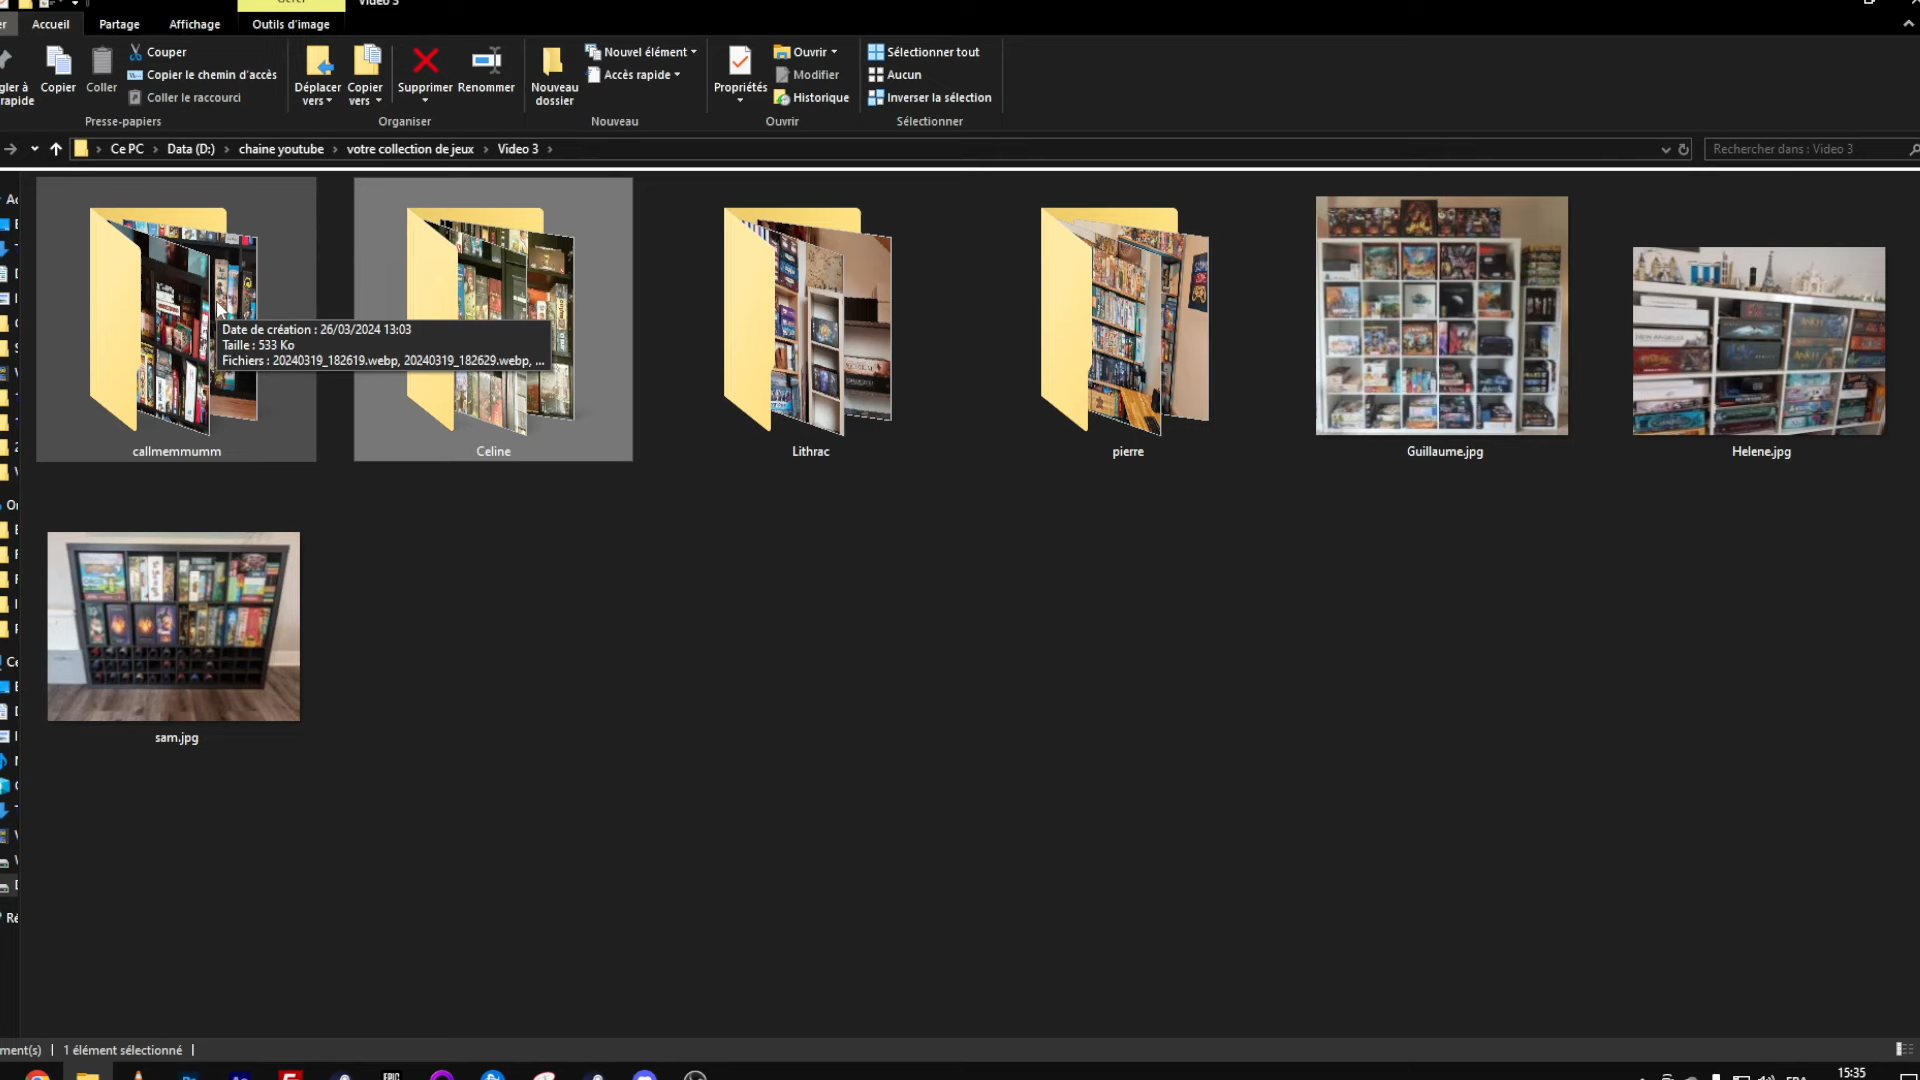 Vidéo 3
Accueil
Partage
Affichage
Outils d'image
Copier
Coller
Couper
Copier le chemin d'accès
Coller le raccourci
Presse-papiers
Déplacer vers
Copier vers
Supprimer
Renommer
Organiser
Nouveau dossier
Nouvel élément
Accès rapide
Nouveau
Propriétés
Ouvrir
Modifier
Historique
Ouvrir
Sélectionner tout
Aucun
Inverser la sélection
Sélectionner
Ce PC
Data (D:)
chaine youtube
votre collection de jeux
Video 3
Rechercher dans : Video 3
Date de création : 26/03/2024 13:03
Taille : 533 Ko
Fichiers : 20240319_182619.webp, 20240319_182629.webp, ...
callmemmumm
Celine
Lithrac
pierre
Guillaume.jpg
Helene.jpg
sam.jpg
1 élément sélectionné
15:35